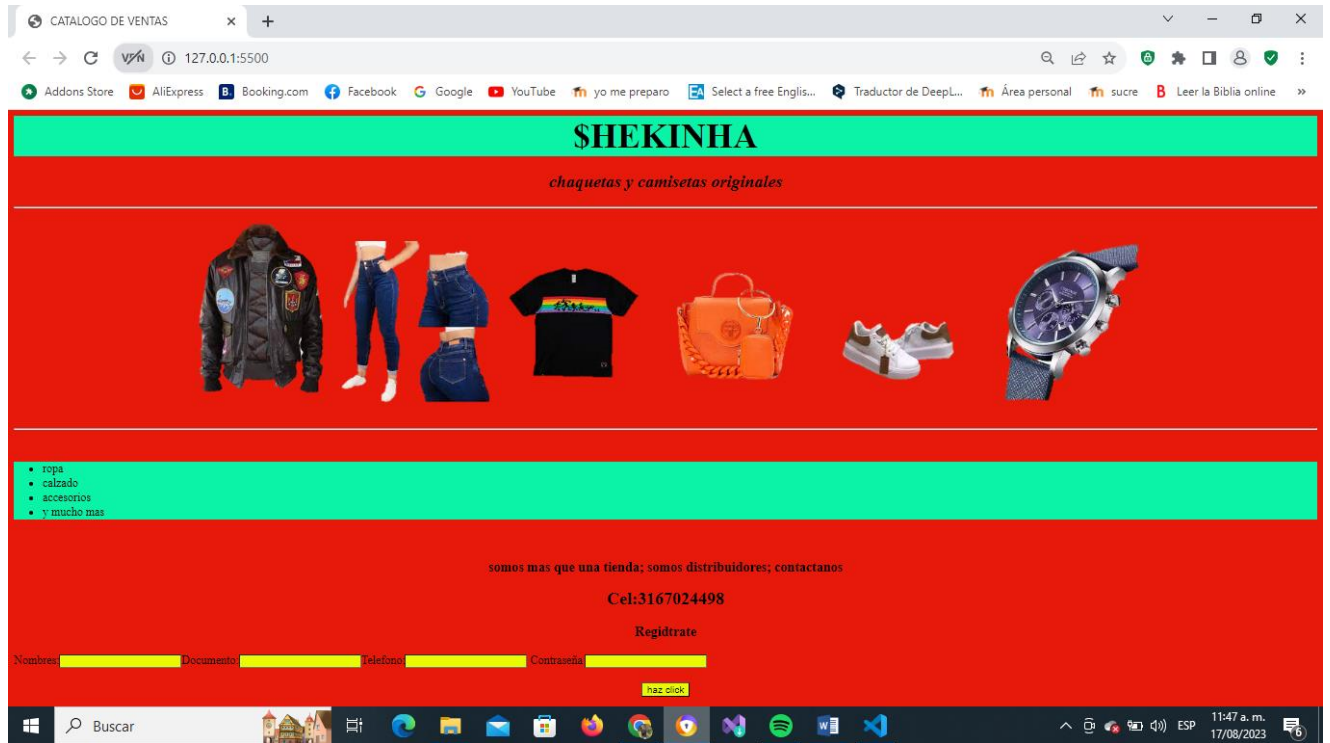 CATALOGO DE VENTAS
VPN 127.0.0.1:5500
Addons Store AliExpress B. Booking.com Facebook G Google YouTube yo me preparo EA Select a free Englis... Traductor de DeepL... Área personal sucre B Leer la Biblia online »
$HEKINHA
chaquetas y camisetas originales
ropa
calzado
accesorios
y mucho mas
somos mas que una tienda; somos distribuidores; contactanos
Cel:3167024498
Regidtrate
Nombres: Documento: Telefono: Contraseña
haz click
Buscar ESP 11:47 a. m.
17/08/2023 6